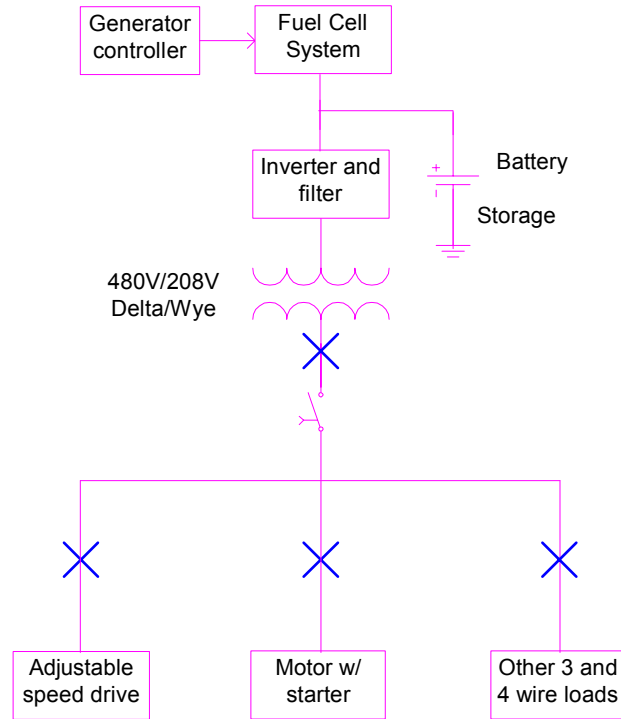 Generator
controller
Fuel Cell
System
Inverter and
filter
+
-
Battery
Storage
480V/208V
Delta/Wye
Adjustable
speed drive
Motor w/
starter
Other 3 and
4 wire loads